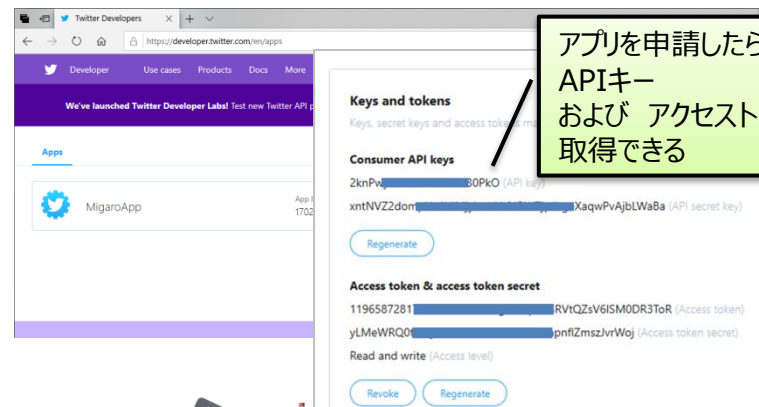 Twitter Developers
https://developer.twitter.com/en/apps
Developer Use cases Products Docs More
We've launched Twitter Developer Labs! Test new Twitter API
Apps
MigaroApp
App
1702
アプリを申請したら
APIキー
および アクセスト
取得できる
Keys and tokens
Keys, secret keys and access
Consumer API keys
2knPw 30PkO (API key)
xntNVZ2dom XaqwPvAjbLWaBa (API secret key)
Regenerate
Access token & access token secret
1196587281 RVtQZsV6ISM0DR3ToR (Access token)
yLMeWRQ0 pnflZmszJvrWoj (Access token secret)
Read and write (Access level)
Revoke Regenerate